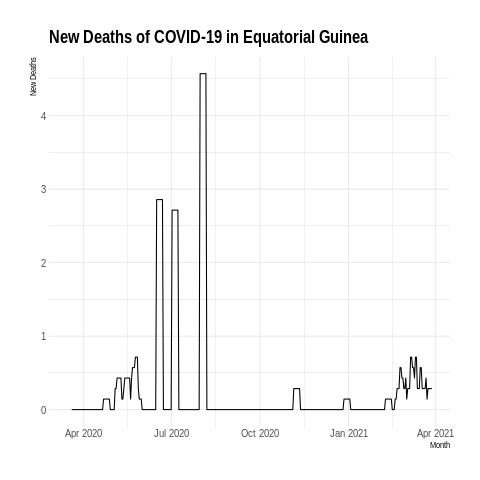 New Deaths of COVID-19 in Equatorial Guinea
New Deaths
4
3
2
1
0
Apr 2020 Jul 2020 Oct 2020 Jan 2021 Apr 2021
Month